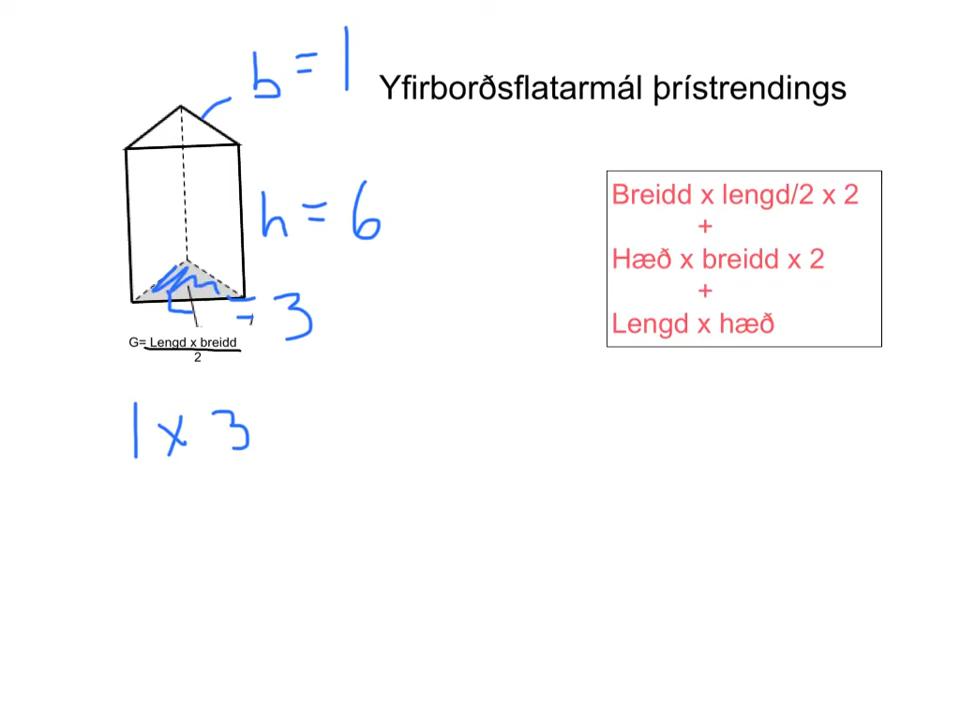 b = 1
Yfirborðsflatarmál þrístrendings
h = 6
L = 3
G= Lengd x breidd
2
1 x 3
Breidd x lengd/2 x 2
+
Hæð x breidd x 2
+
Lengd x hæð